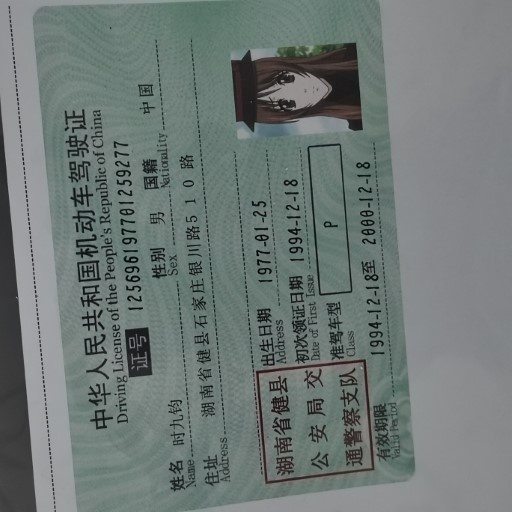 中华人民共和国机动车驾驶证
Driving License of the People's Republic of China
证号 125696197701259277
姓名 时九钧 性别 男 国籍 中国
Name Sex Nationality
住址 湖南省健县石家庄银川路510路
Address
出生日期 1977-01-25
Address
初次领证日期 1994-12-18
Date of First Issue
准驾车型 P
Class
湖南省健县
公安局交
通警察支队
有效期限 1994-12-18至 2000-12-18
Valid Period